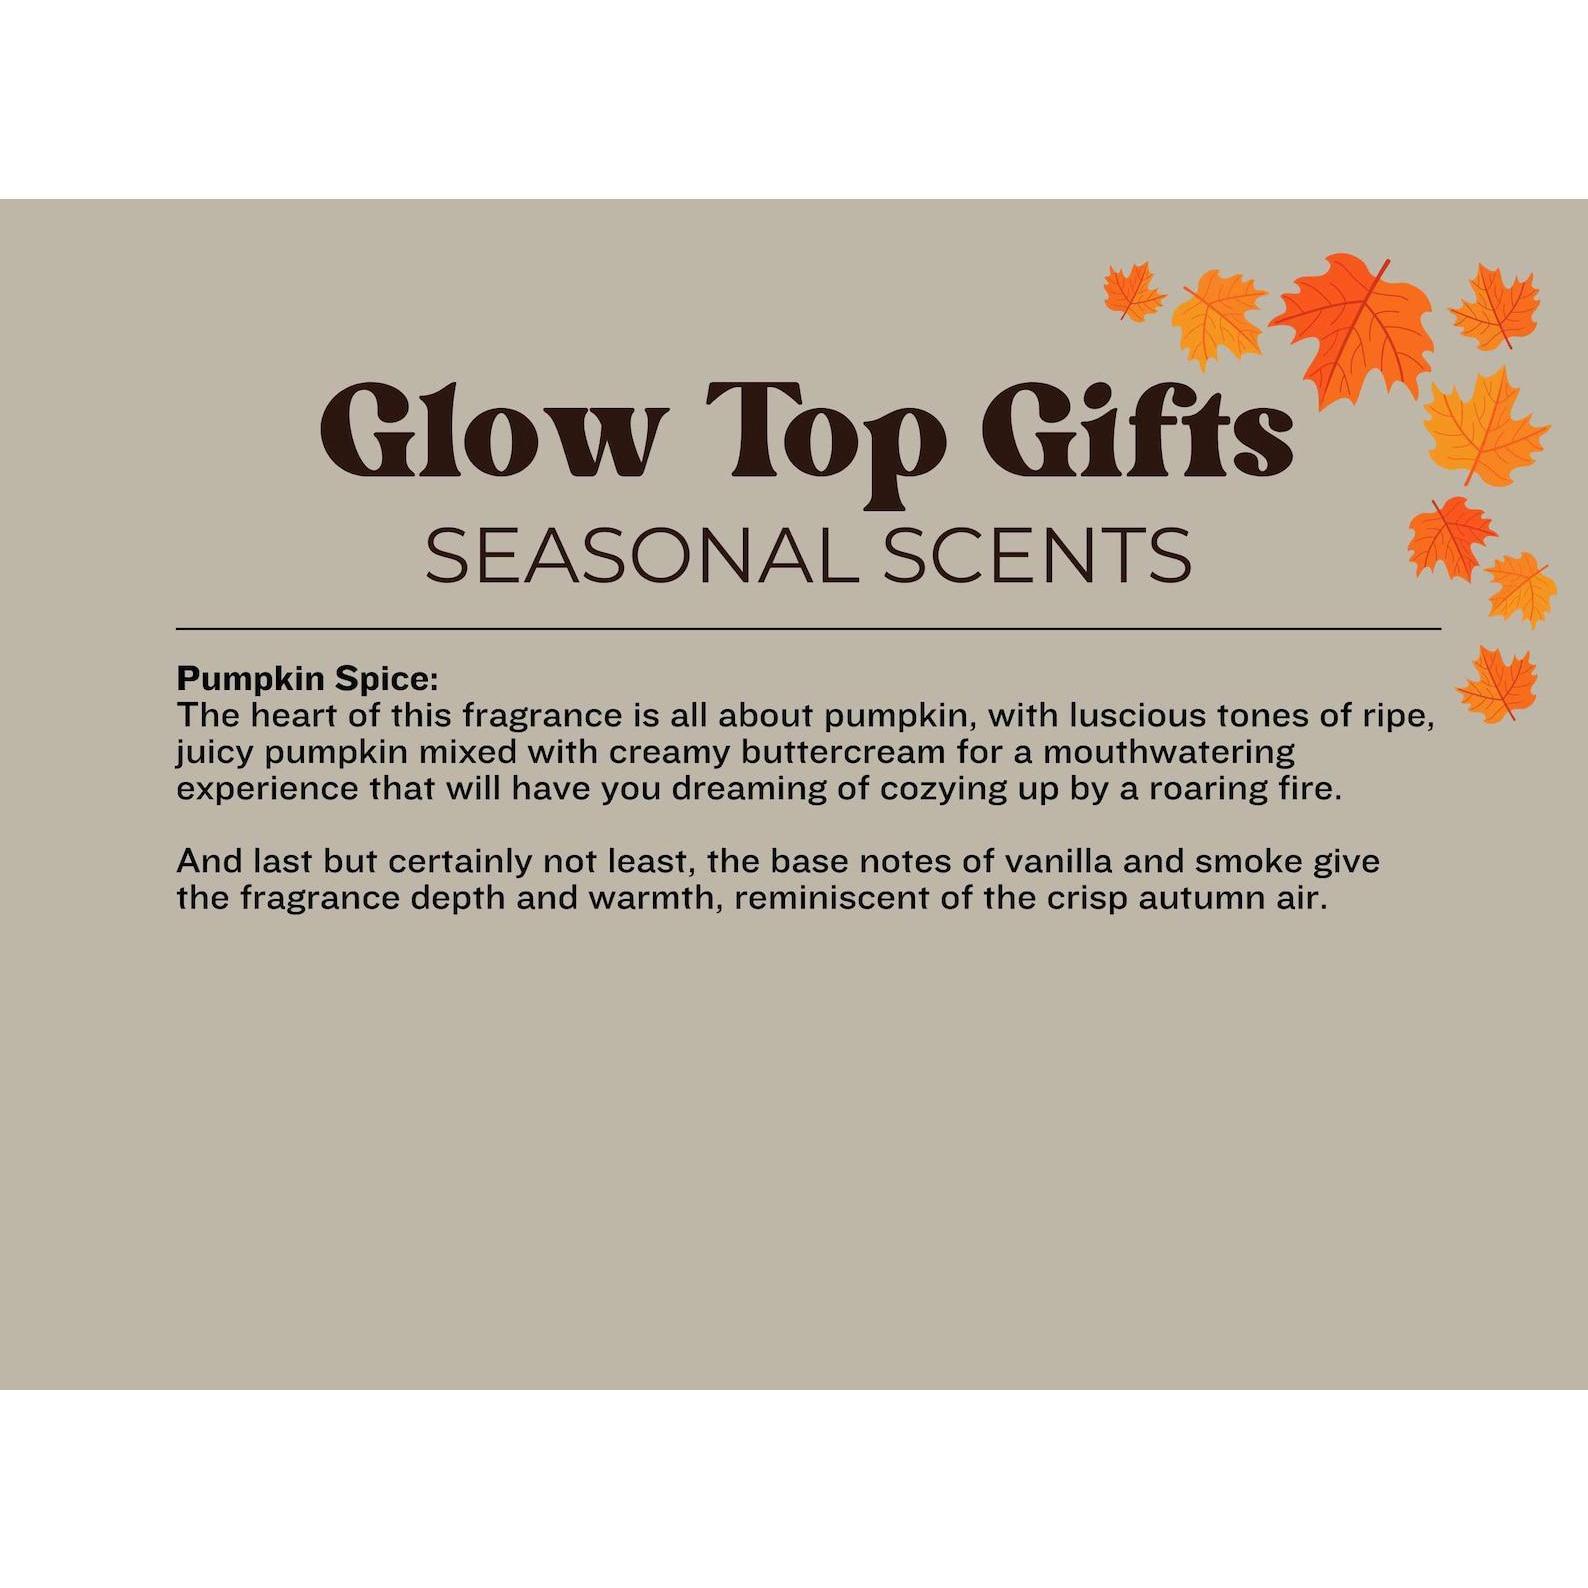 Glow Top Gifts
SEASONAL SCENTS
Pumpkin Spice:
The heart of this fragrance is all about pumpkin, with luscious tones of ripe,
juicy pumpkin mixed with creamy buttercream for a mouthwatering
experience that will have you dreaming of cozying up by a roaring fire.
And last but certainly not least, the base notes of vanilla and smoke give
the fragrance depth and warmth, reminiscent of the crisp autumn air.